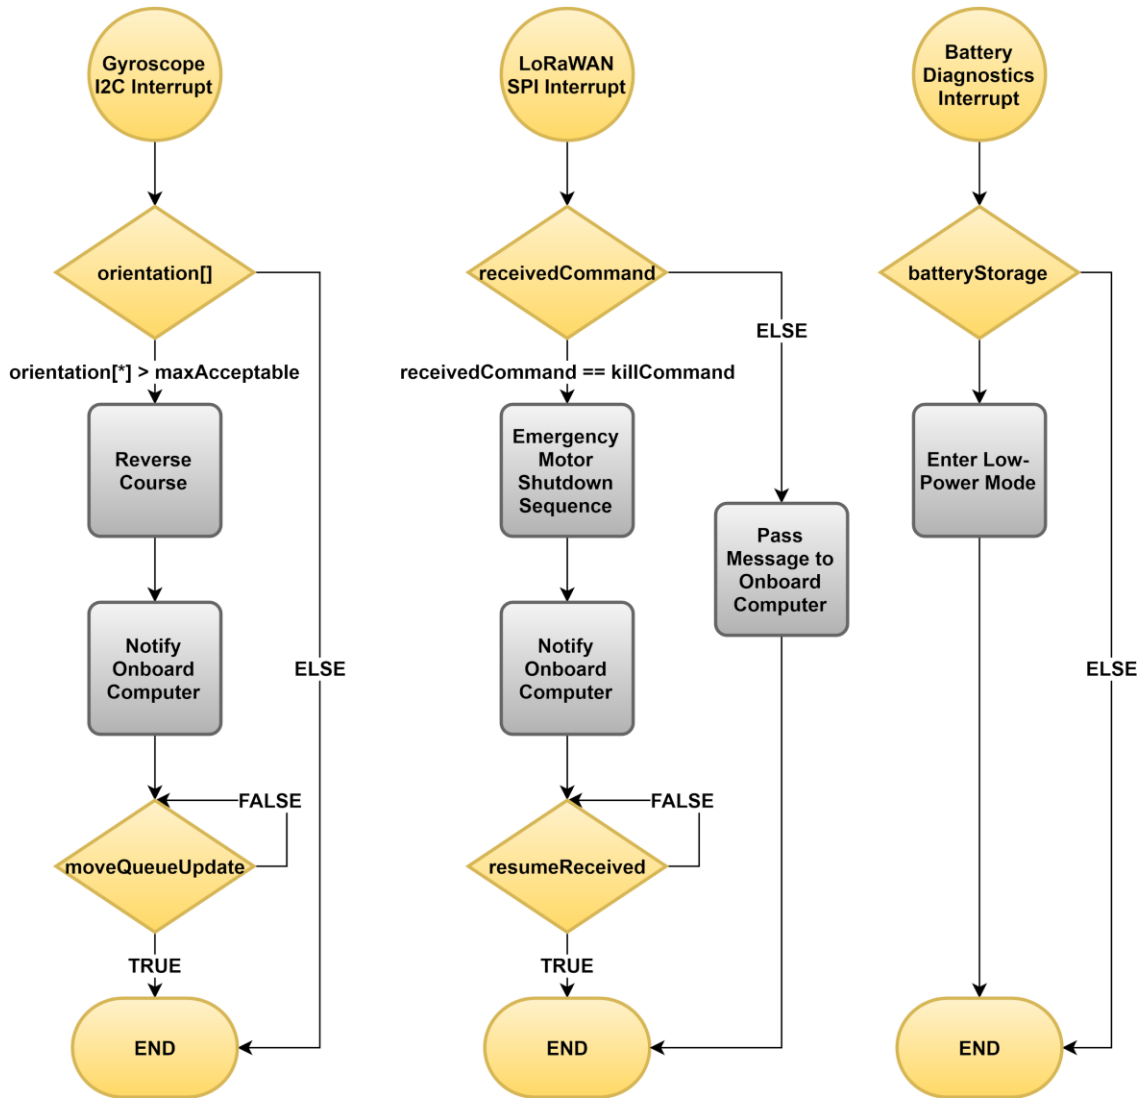 Gyroscope
I2C Interrupt
orientation[]
orientation[*] > maxAcceptable
Reverse
Course
Notify
Onboard
Computer
ELSE
FALSE
moveQueueUpdate
TRUE
END
LoRaWAN
SPI Interrupt
receivedCommand
ELSE
receivedCommand == killCommand
Emergency
Motor
Shutdown
Sequence
Pass
Message to
Onboard
Computer
Notify
Onboard
Computer
FALSE
resumeReceived
TRUE
END
Battery
Diagnostics
Interrupt
batteryStorage
Enter Low-
Power Mode
ELSE
END